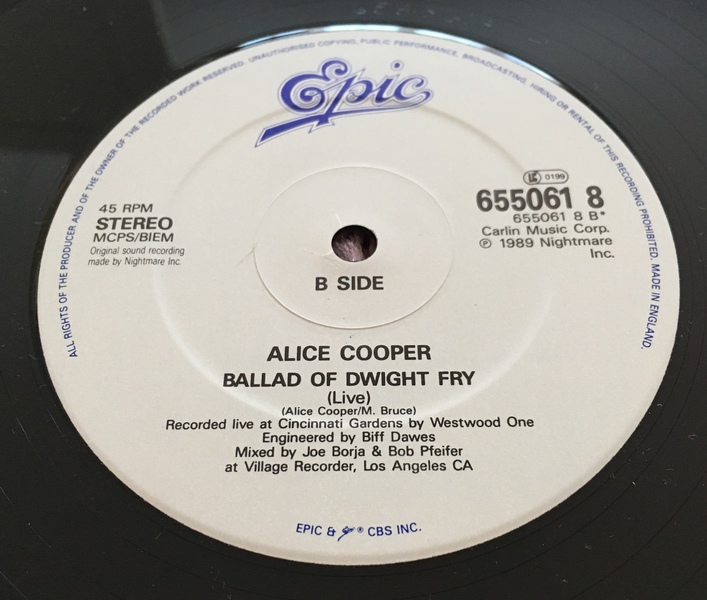 ALL RIGHTS OF THE PRODUCER AND OF THE OWNER OF THE RECORDED WORK RESERVED. UNAUTHORISED COPYING, PUBLIC PERFORMANCE, BROADCASTING, HIRING OR RENTAL OF THIS RECORDING PROHIBITED. MADE IN ENGLAND.
Epic
LC 0199
655061 8
655061 8 B*
Carlin Music Corp.
℗ 1989 Nightmare
Inc.
45 RPM
STEREO
MCPS/BIEM
Original sound recording
made by Nightmare Inc.
B SIDE
ALICE COOPER
BALLAD OF DWIGHT FRY
(Live)
(Alice Cooper/M. Bruce)
Recorded live at Cincinnati Gardens by Westwood One
Engineered by Biff Dawes
Mixed by Joe Borja & Bob Pfeifer
at Village Recorder, Los Angeles CA
EPIC & Epic ® CBS INC.